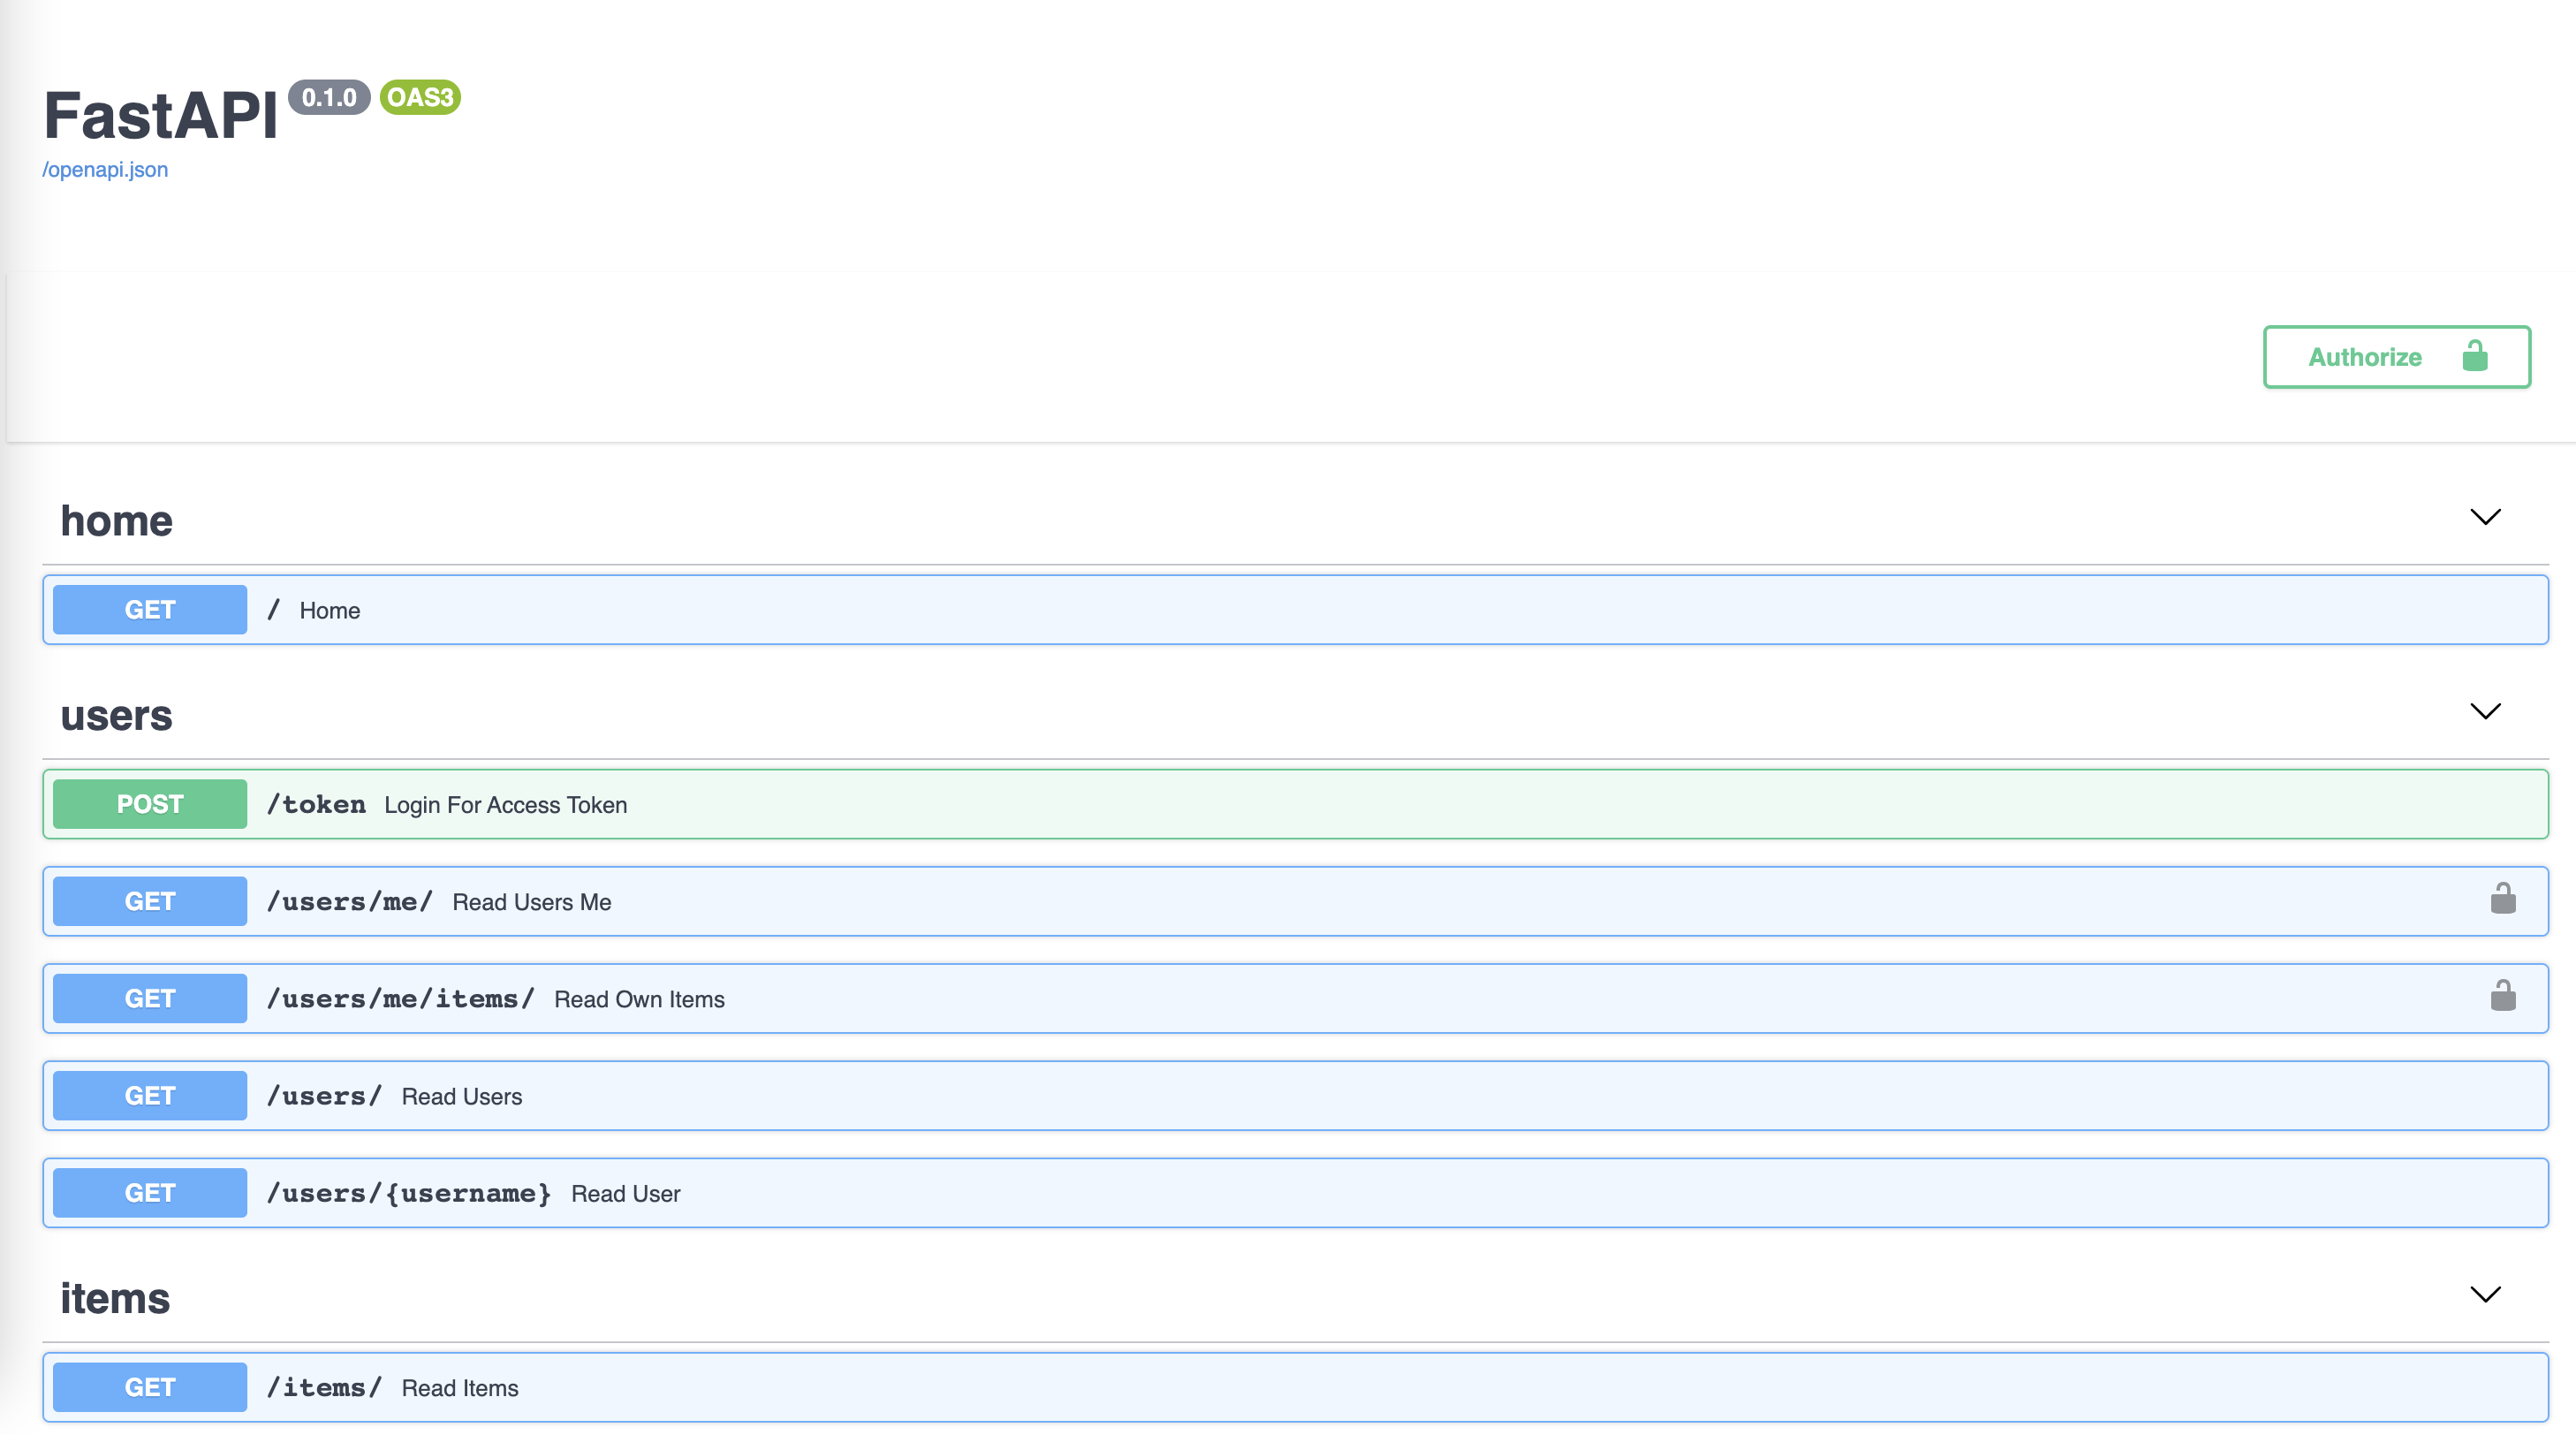 FastAPI 0.1.0 OAS3
/openapi.json
Authorize
home
GET / Home
users
POST /token Login For Access Token
GET /users/me/ Read Users Me
GET /users/me/items/ Read Own Items
GET /users/ Read Users
GET /users/{username} Read User
items
GET /items/ Read Items